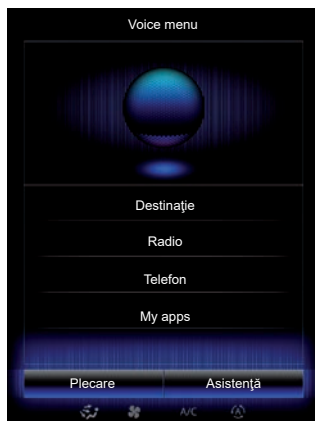 Voice menu
Destinaţie
Radio
Telefon
My apps
Plecare Asistenţă
A/C